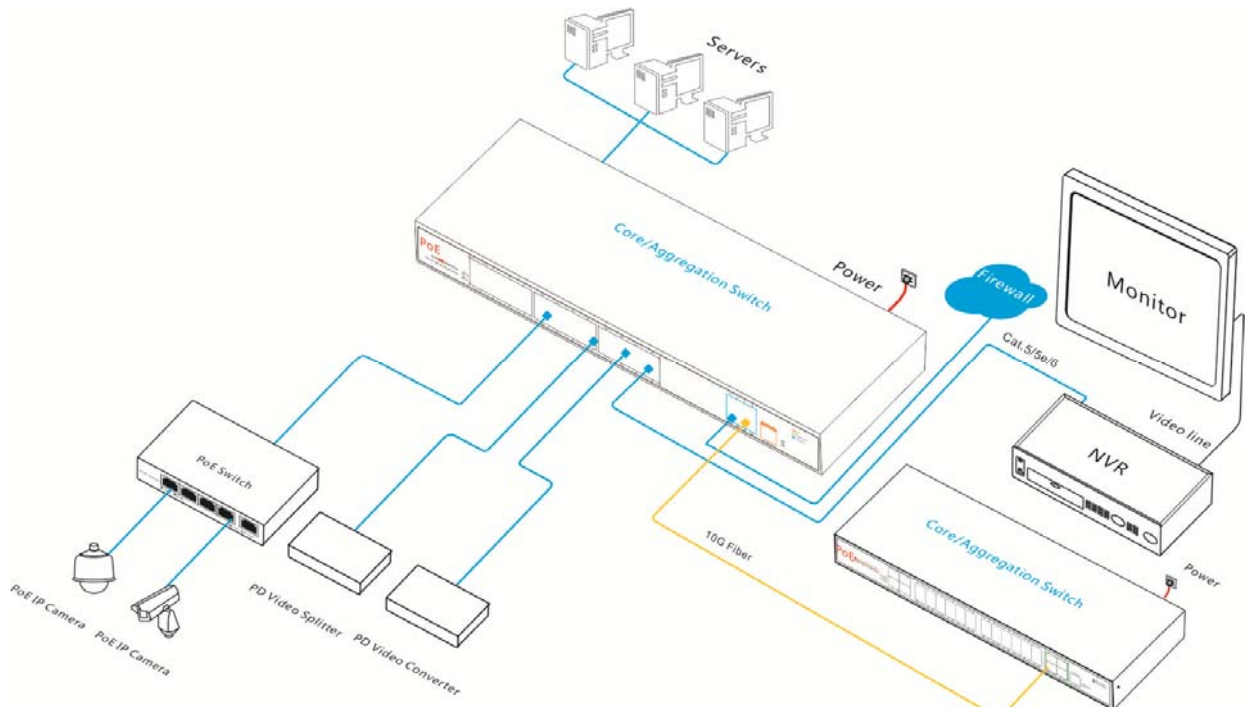 Servers
PoE
Core/Aggregation Switch
Power
Firewall
Monitor
Cat.5/5e/6
Video line
NVR
PoE Switch
10G Fiber
PoE
Core/Aggregation Switch
Power
PoE IP Camera
PoE IP Camera
PD Video Splitter
PD Video Converter